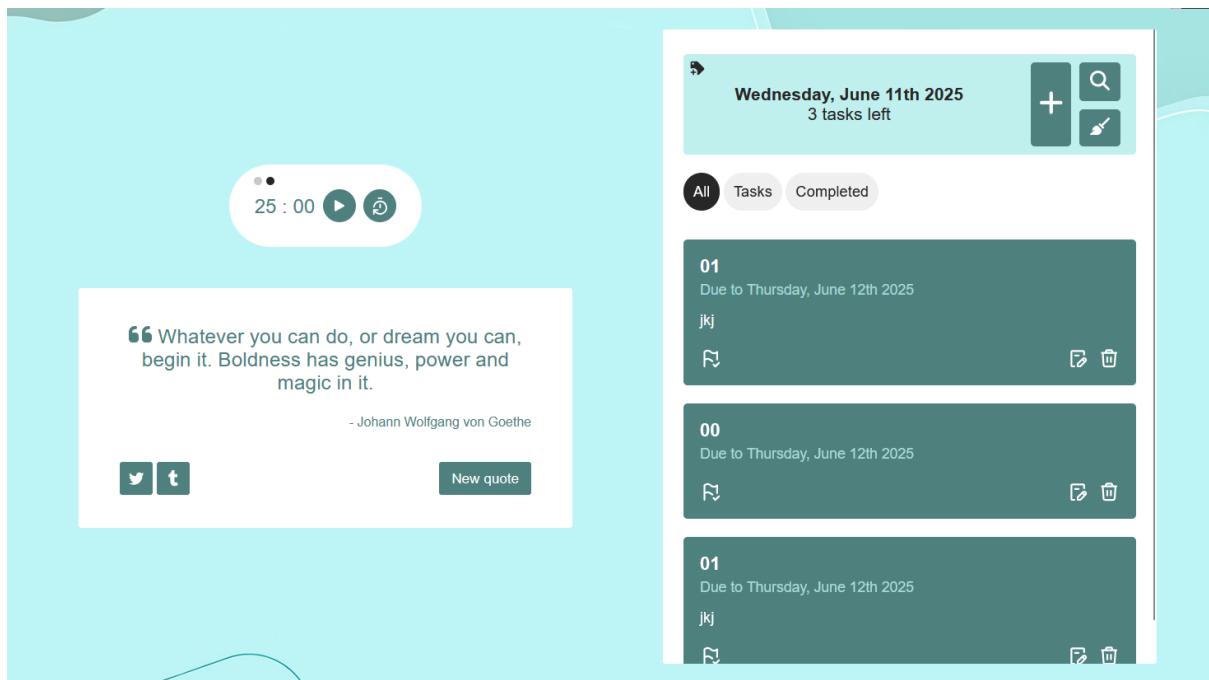 25 : 00
Whatever you can do, or dream you can,
begin it. Boldness has genius, power and
magic in it.
- Johann Wolfgang von Goethe
New quote
Wednesday, June 11th 2025
3 tasks left
All Tasks Completed
01
Due to Thursday, June 12th 2025
jkj
00
Due to Thursday, June 12th 2025
01
Due to Thursday, June 12th 2025
jkj